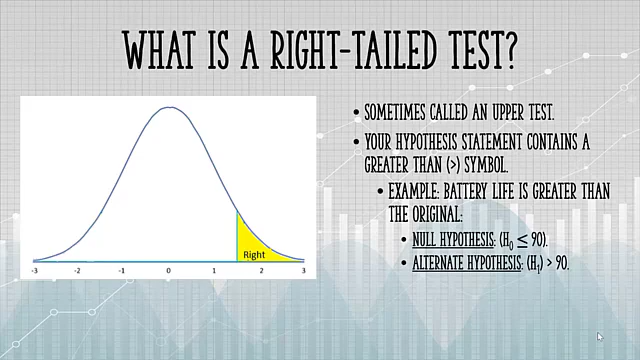 WHAT IS A RIGHT-TAILED TEST?
• SOMETIMES CALLED AN UPPER TEST.
• YOUR HYPOTHESIS STATEMENT CONTAINS A
GREATER THAN (>) SYMBOL.
• EXAMPLE: BATTERY LIFE IS GREATER THAN
THE ORIGINAL:
• NULL HYPOTHESIS: (H₀ ≤ 90).
• ALTERNATE HYPOTHESIS: (H₁) > 90.
Right
-3 -2 -1 0 1 2 3